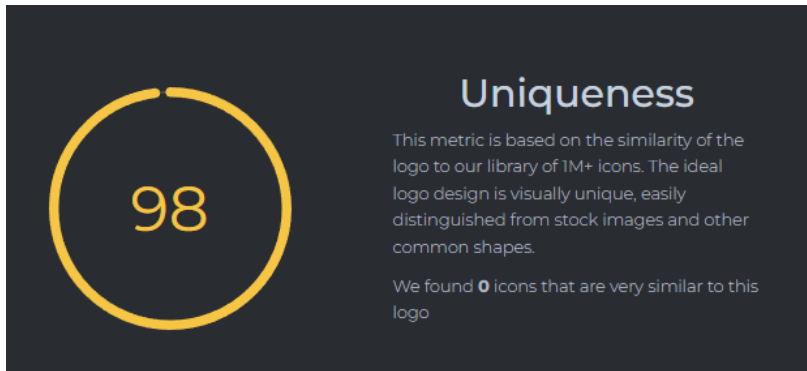 98
Uniqueness
This metric is based on the similarity of the
logo to our library of 1M+ icons. The ideal
logo design is visually unique, easily
distinguished from stock images and other
common shapes.
We found 0 icons that are very similar to this
logo